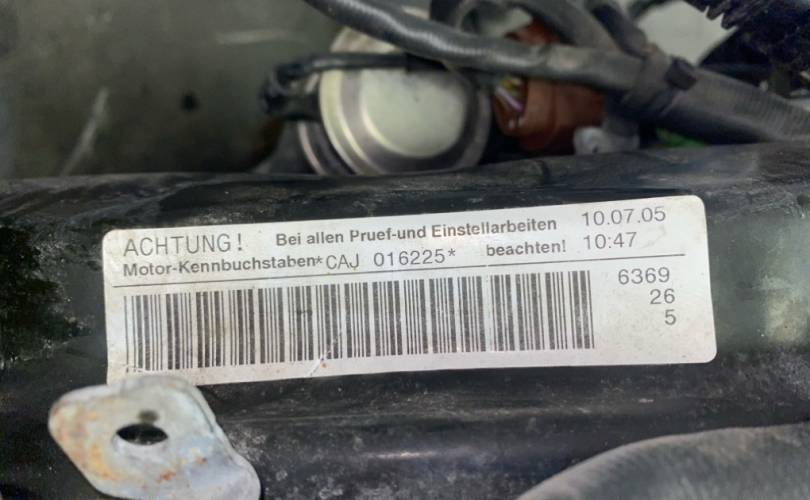 ACHTUNG! Bei allen Pruef-und Einstellarbeiten 10.07.05
Motor-Kennbuchstaben*CAJ 016225* beachten! 10:47
6369
26
5